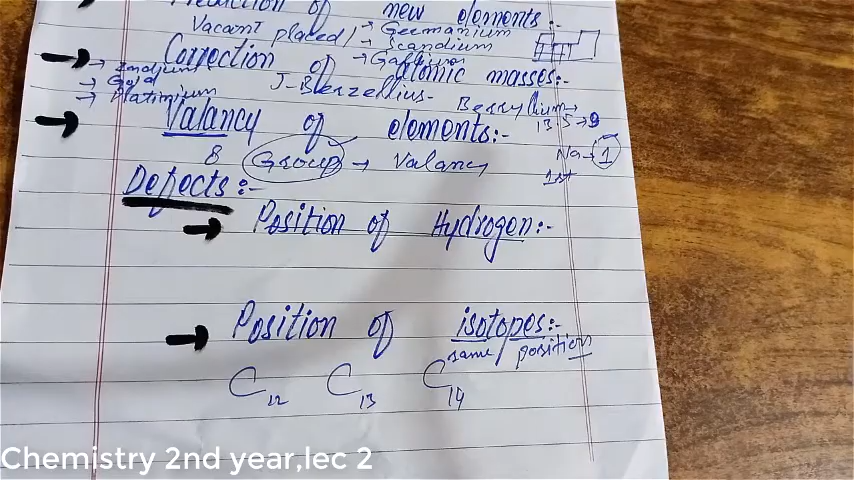 Prediction of new elements:-
Vacant placed / → Germanium
→ Scandium
→ Gallium
Correction of atomic masses:-
→ Indium
→ Gold
→ Platinium
J-Berzellius-
Beryllium→
13.5→9
Valancy of elements:-
8 Group → Valancy
Na→1
1st
Defects:-
Position of Hydrogen:-
Position of isotopes:-
same / position
C12 C13 C14
Chemistry 2nd year,lec 2